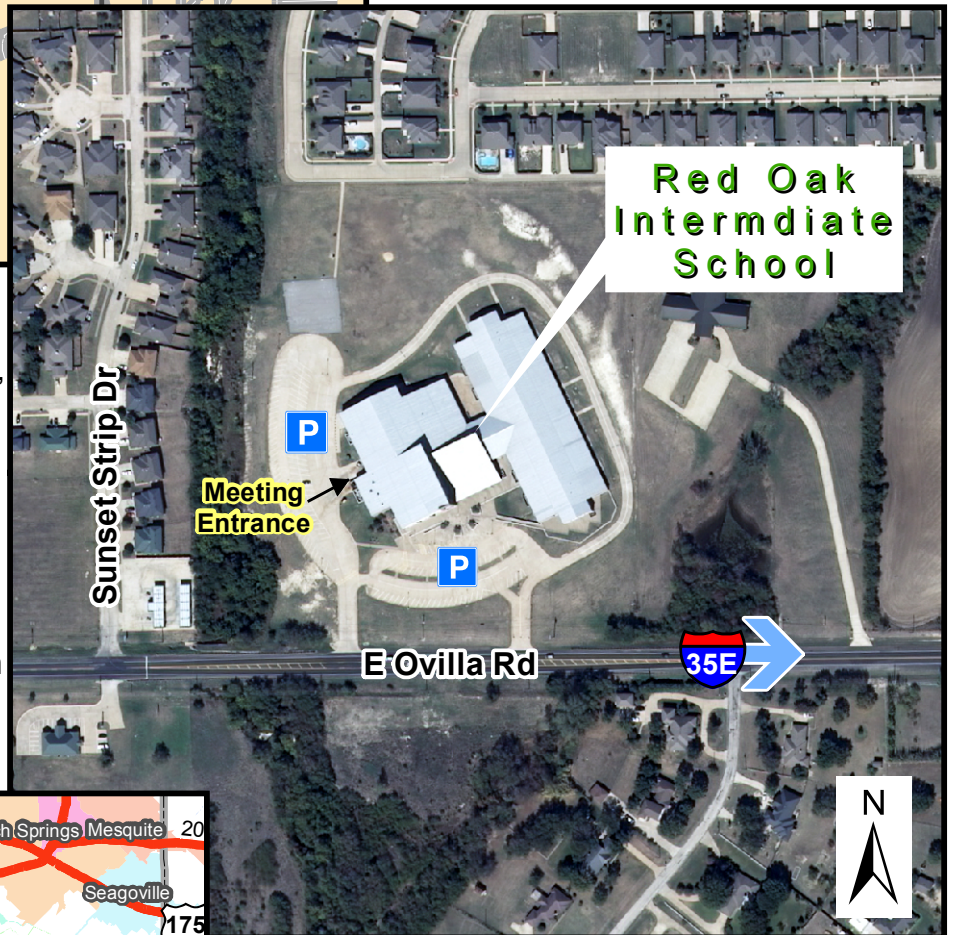 Red Oak
Intermdiate
School
P
Sunset Strip Dr
Meeting
Entrance
P
E Ovilla Rd
35E
N
Springs
Mesquite
20
Seagoville
175